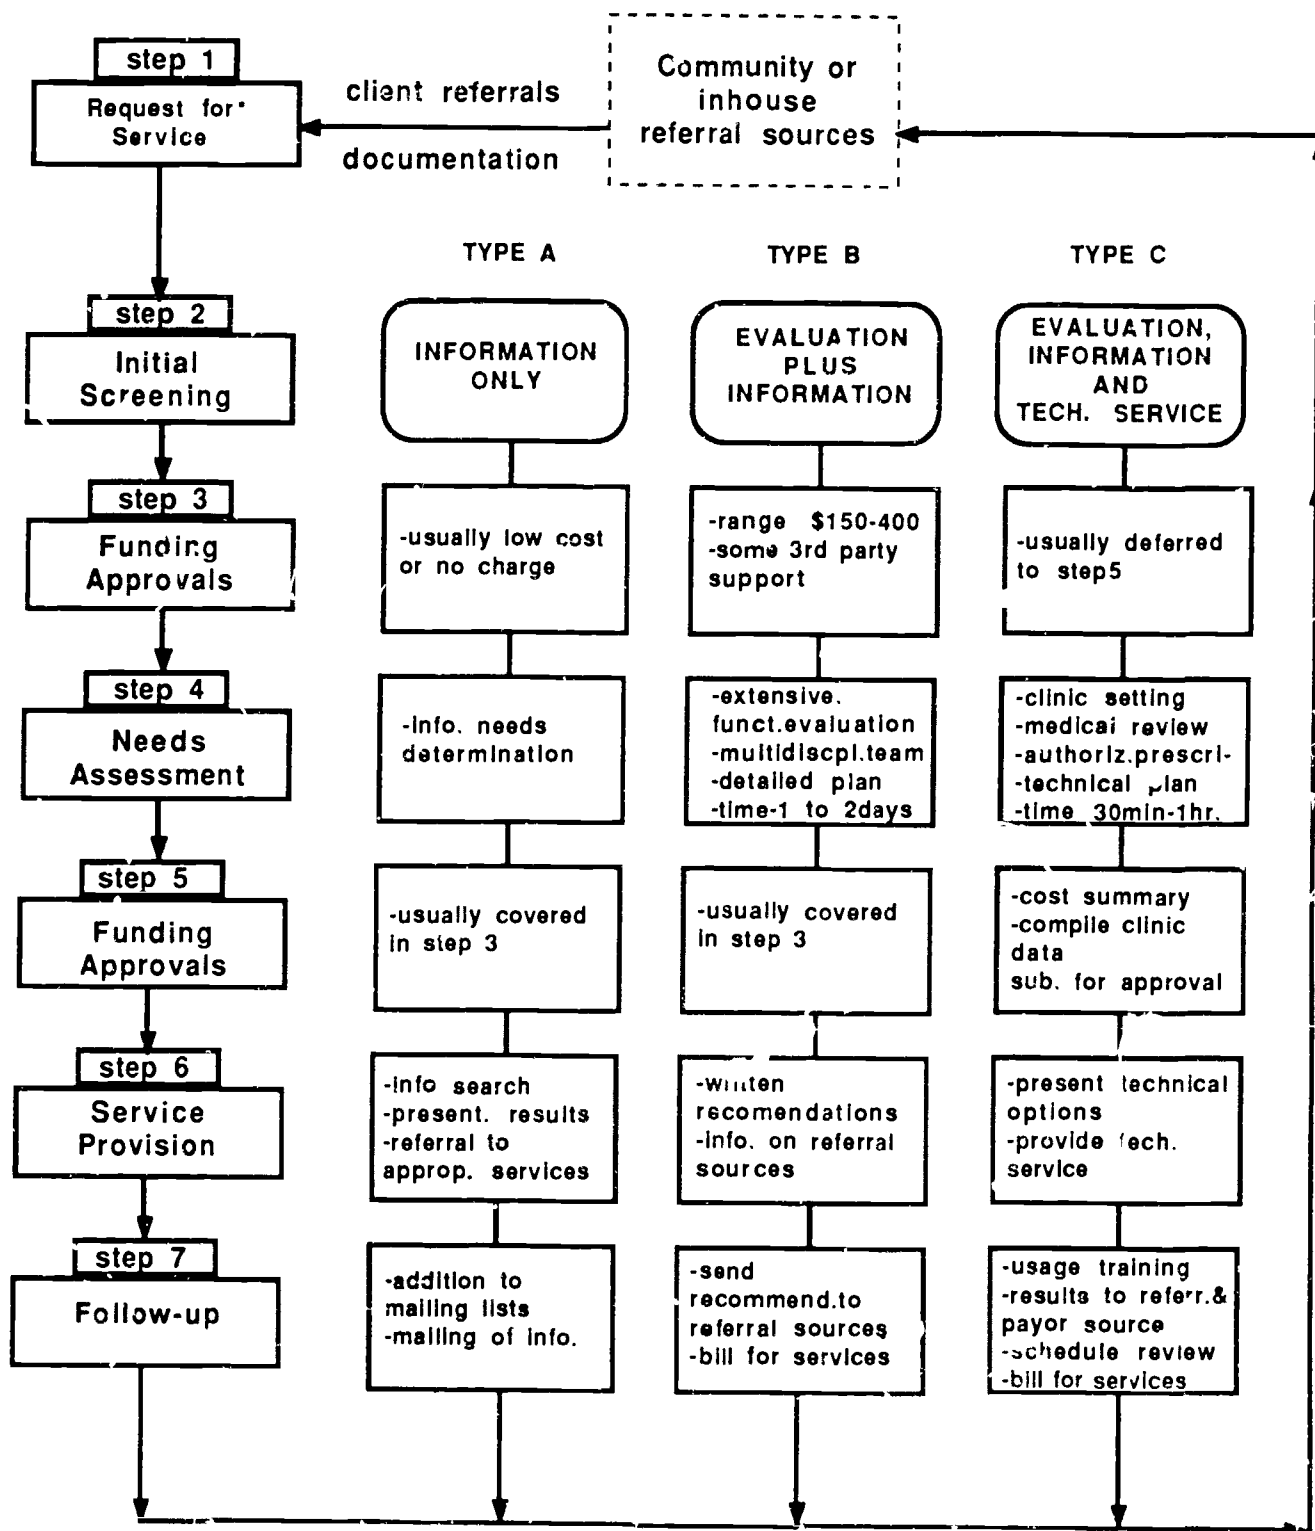 step 1
Request for
Service
client referrals
documentation
Community or
inhouse
referral sources
TYPE A
TYPE B
TYPE C
step 2
Initial
Screening
INFORMATION
ONLY
EVALUATION
PLUS
INFORMATION
EVALUATION,
INFORMATION
AND
TECH. SERVICE
step 3
Funding
Approvals
-usually low cost
or no charge
-range $150-400
-some 3rd party
support
-usually deferred
to step5
step 4
Needs
Assessment
-info. needs
determination
-extensive.
funct.evaluation
-multidiscpl.team
-detailed plan
-time-1 to 2days
-clinic setting
-medical review
-authoriz.prescri-
-technical plan
-time 30min-1hr.
step 5
Funding
Approvals
-usually covered
in step 3
-usually covered
in step 3
-cost summary
-compile clinic
data
sub. for approval
step 6
Service
Provision
-info search
-present. results
-referral to
approp. services
-written
recomendations
-info. on referral
sources
-present technical
options
-provide tech.
service
step 7
Follow-up
-addition to
mailing lists
-mailing of info.
-send
recommend.to
referral sources
-bill for services
-usage training
-results to referr.&
payor source
-schedule review
-bill for services